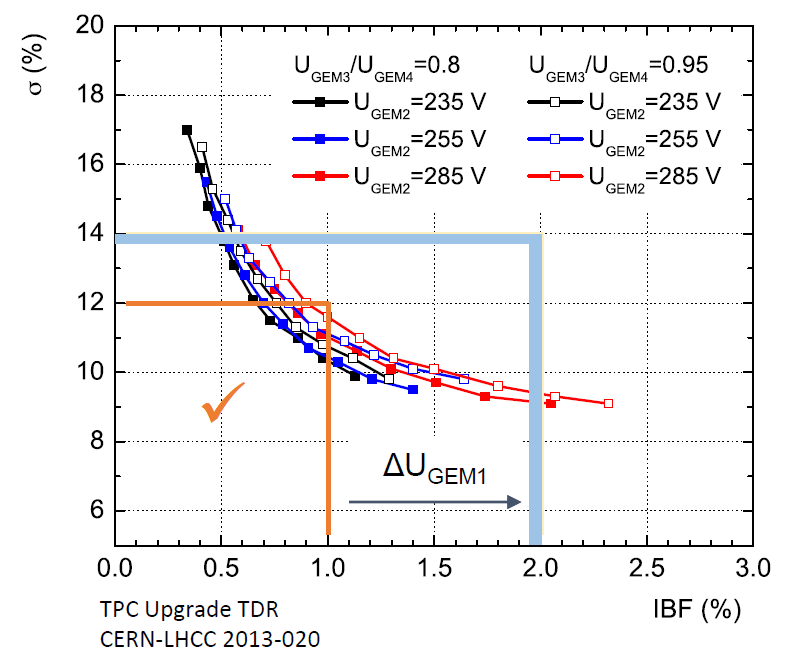 σ (%)
20
18
16
14
12
10
8
6
U_GEM3/U_GEM4=0.8
U_GEM2=235 V
U_GEM2=255 V
U_GEM2=285 V
U_GEM3/U_GEM4=0.95
U_GEM2=235 V
U_GEM2=255 V
U_GEM2=285 V
ΔU_GEM1
0.0 0.5 1.0 1.5 2.0 2.5 3.0
IBF (%)
TPC Upgrade TDR
CERN-LHCC 2013-020